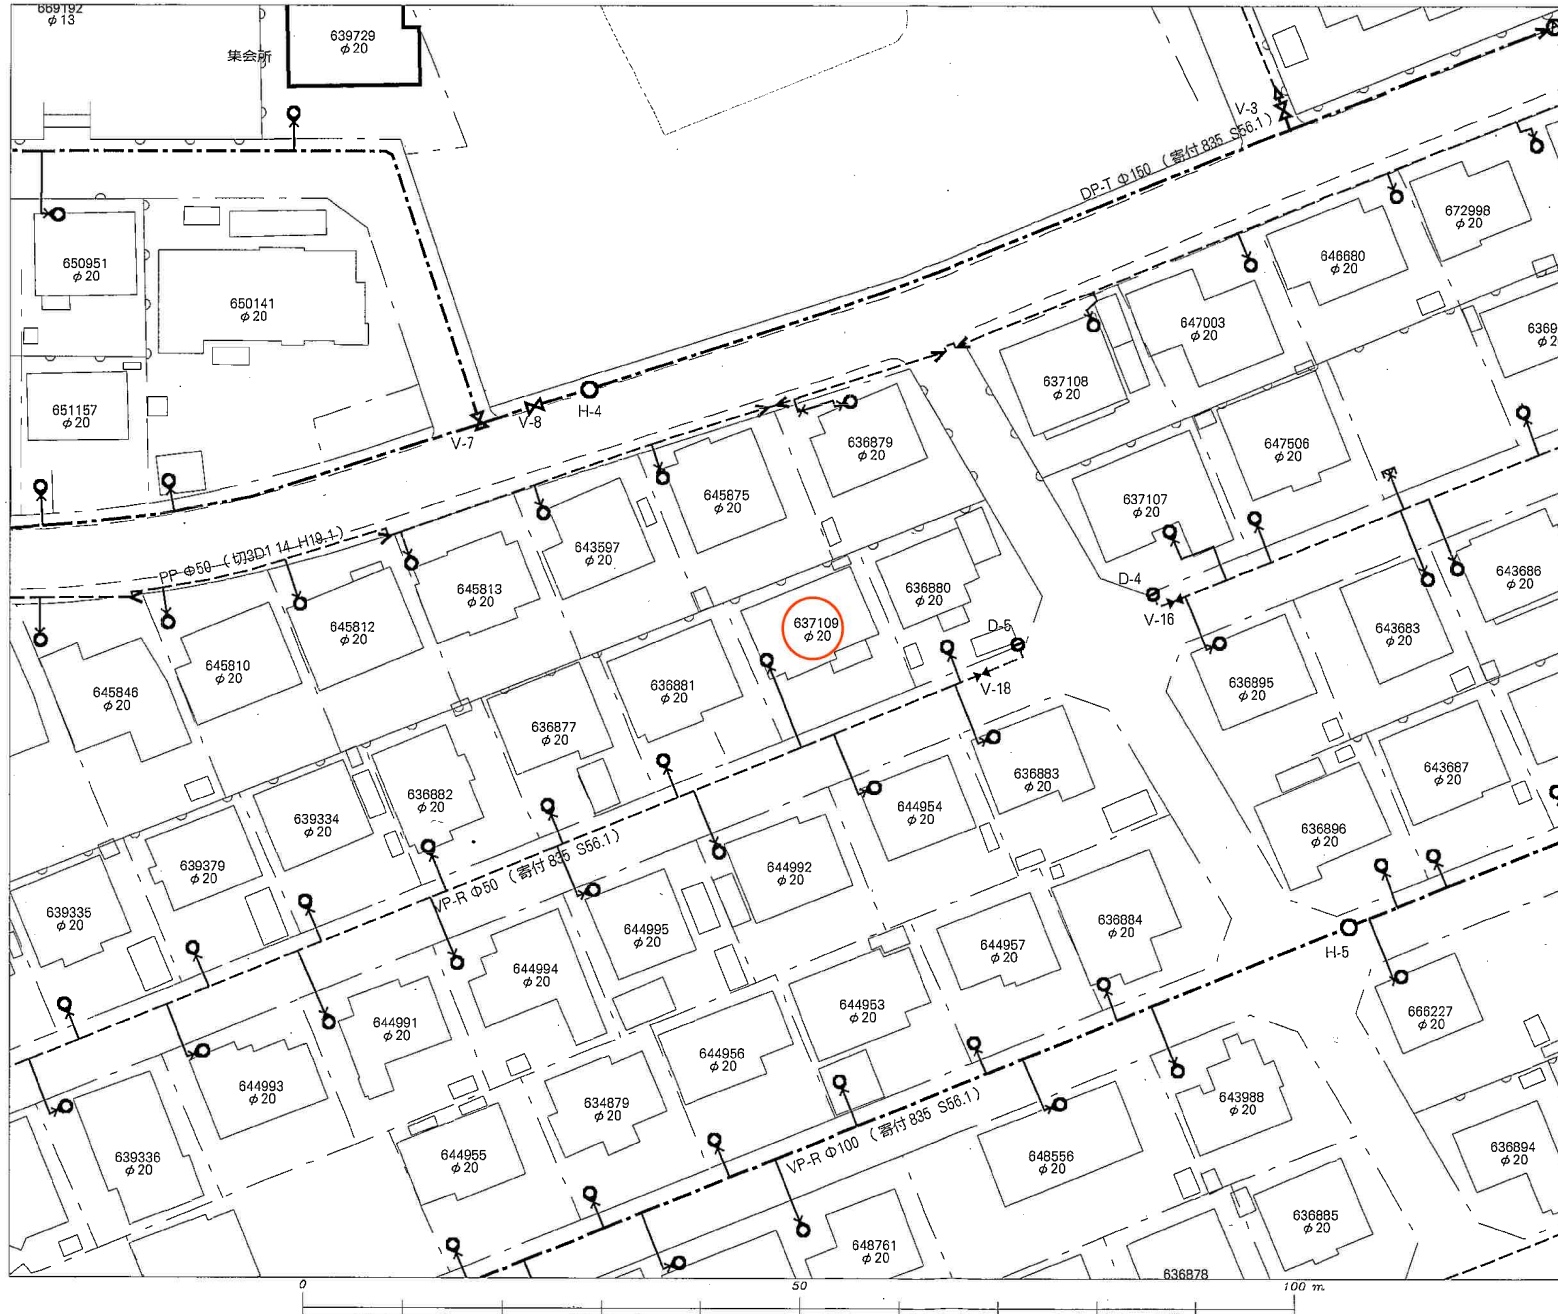 669192
φ13
集会所
639729
φ20
V-3
DP-T Φ150 (寄付 835 S56.1)
672998
φ20
646680
φ20
650951
φ20
650141
φ20
647003
φ20
637108
φ20
651157
φ20
V-7
V-8
H-4
636879
φ20
647506
φ20
645875
φ20
637107
φ20
643597
φ20
PP Φ50 (切3D1 14 H19.1)
645813
φ20
645812
φ20
645810
φ20
645846
φ20
636880
φ20
637109
φ20
D-5
D-4
V-16
V-18
643686
φ20
643683
φ20
636895
φ20
636881
φ20
636877
φ20
636882
φ20
636883
φ20
643687
φ20
639334
φ20
644954
φ20
636896
φ20
639379
φ20
644992
φ20
VP-R Φ50 (寄付 835 S56.1)
639335
φ20
644995
φ20
636884
φ20
644957
φ20
H-5
644994
φ20
644953
φ20
666227
φ20
644991
φ20
644956
φ20
644993
φ20
634879
φ20
643988
φ20
VP-R Φ100 (寄付 835 S56.1)
639336
φ20
644955
φ20
648556
φ20
636894
φ20
636885
φ20
648761
φ20
636878
0
50
100 m